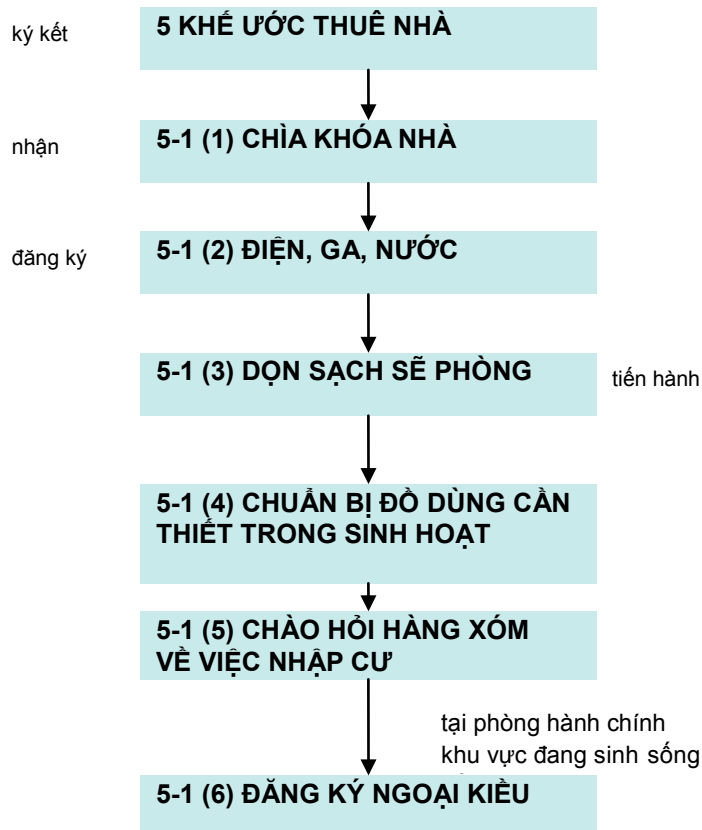 ký kết
5 KHẾ ƯỚC THUÊ NHÀ
nhận
5-1 (1) CHÌA KHÓA NHÀ
đăng ký
5-1 (2) ĐIỆN, GA, NƯỚC
5-1 (3) DỌN SẠCH SẼ PHÒNG
tiến hành
5-1 (4) CHUẨN BỊ ĐỒ DÙNG CẦN
THIẾT TRONG SINH HOẠT
5-1 (5) CHÀO HỎI HÀNG XÓM
VỀ VIỆC NHẬP CƯ
tại phòng hành chính
khu vực đang sinh sống
5-1 (6) ĐĂNG KÝ NGOẠI KIỀU